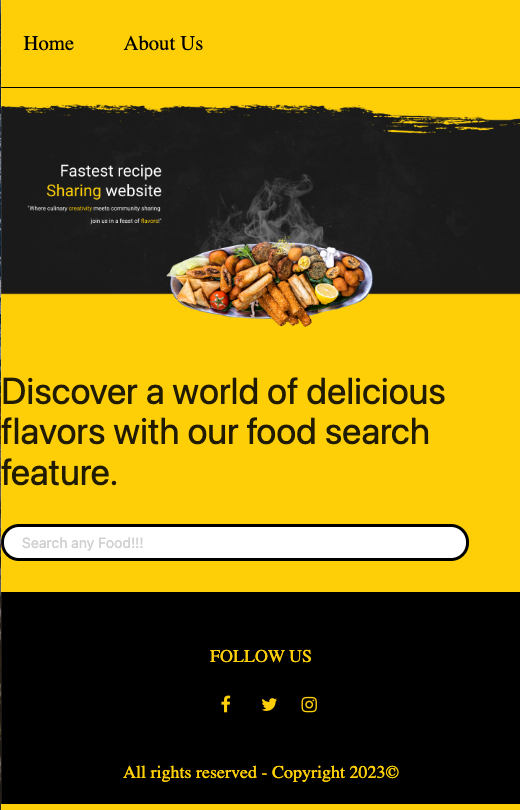 Home About Us
Fastest recipe
Sharing website
"Where culinary creativity meets community sharing
join us in a feast of flavors!"
Discover a world of delicious
flavors with our food search
feature.
Search any Food!!!
FOLLOW US
All rights reserved - Copyright 2023©